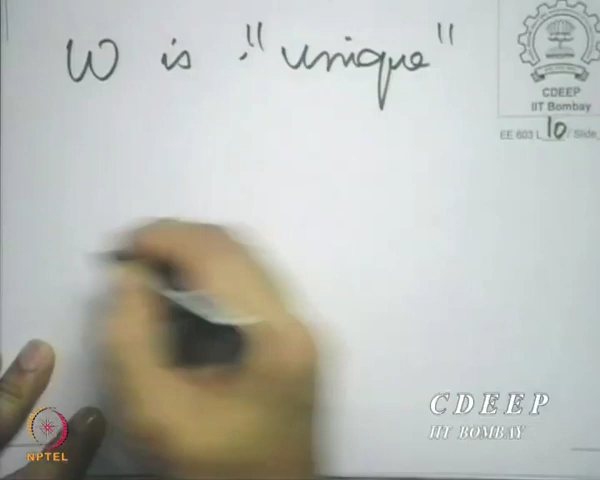 W is "unique"
CDEEP
IIT Bombay
EE 603 L 10 / Slide
CDEEP
IIT BOMBAY
NPTEL